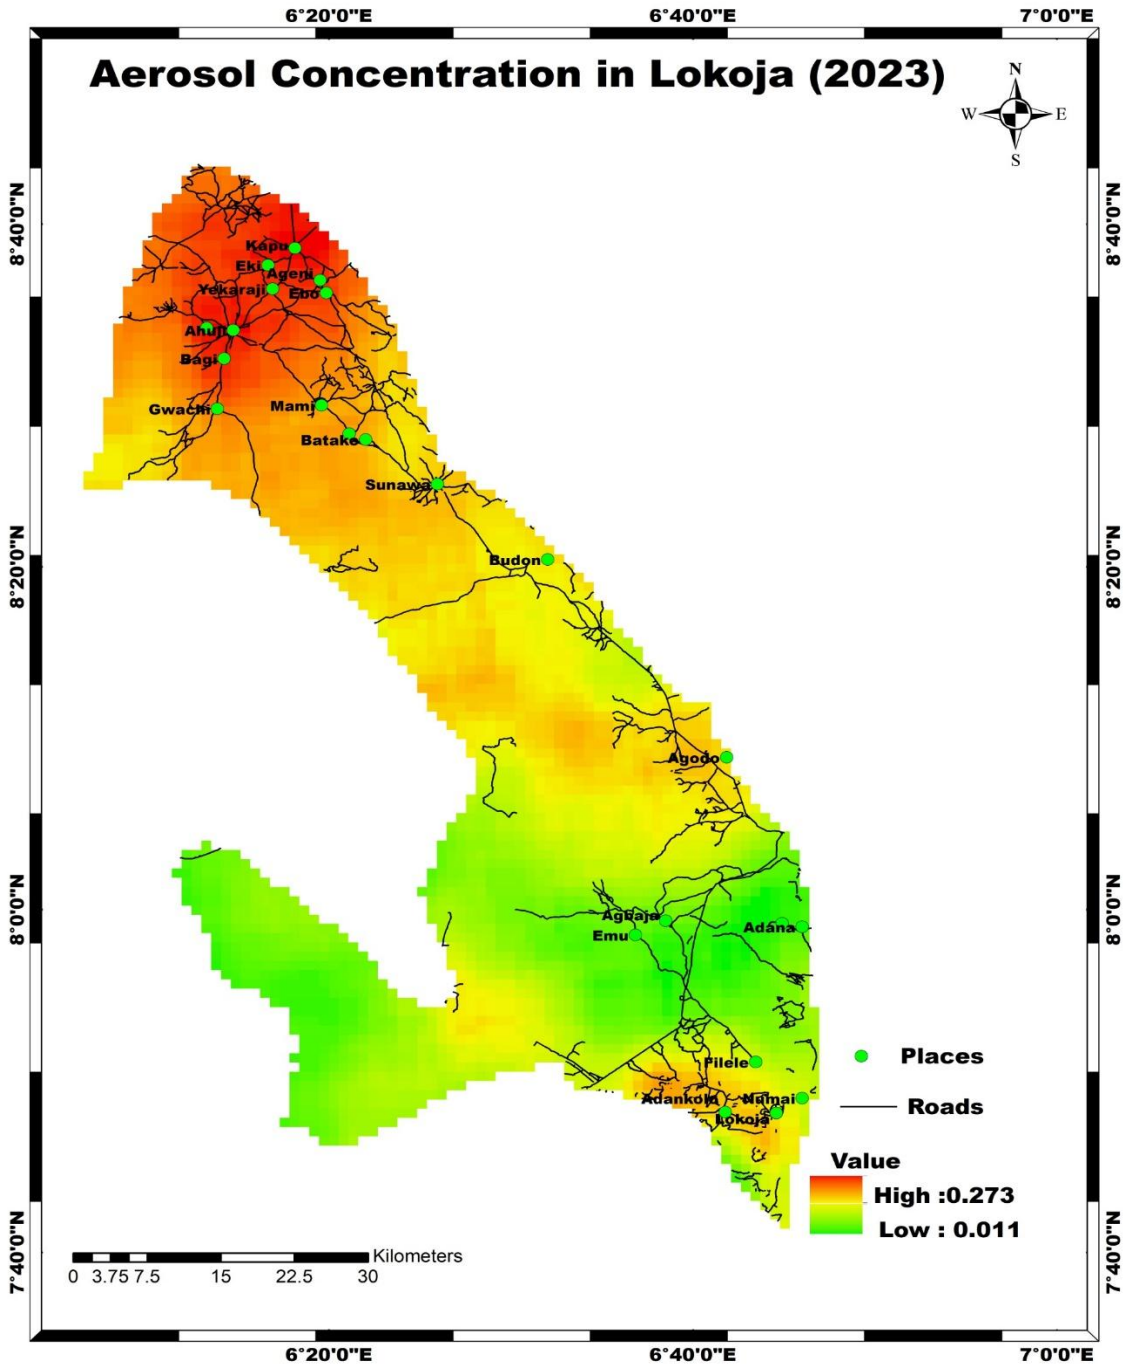 6°20'0"E 6°40'0"E 7°0'0"E
Aerosol Concentration in Lokoja (2023)
N
W E
S
8°40'0"N 8°40'0"N
Kapu
Eki
Ageni
Yekaraji
Ebo
Ahuji
Bagi
Gwachi
Mami
Batake
Sunawa
8°20'0"N 8°20'0"N
Budon
Agodo
8°0'0"N 8°0'0"N
Agbaja
Emu
Adana
Filele
Places
Adankolo
Numai
Lokoja
Roads
Value
High :0.273
Low : 0.011
7°40'0"N 7°40'0"N
Kilometers
0 3.75 7.5 15 22.5 30
6°20'0"E 6°40'0"E 7°0'0"E